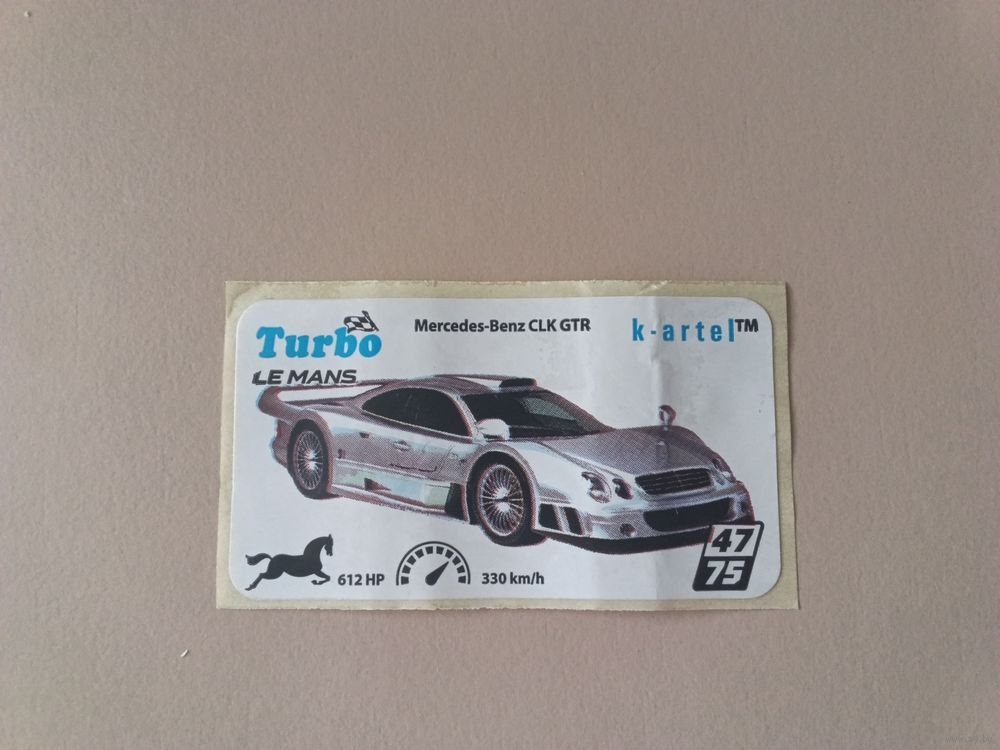 Turbo
LE MANS
Mercedes-Benz CLK GTR
k-artel™
612 HP
330 km/h
47
75